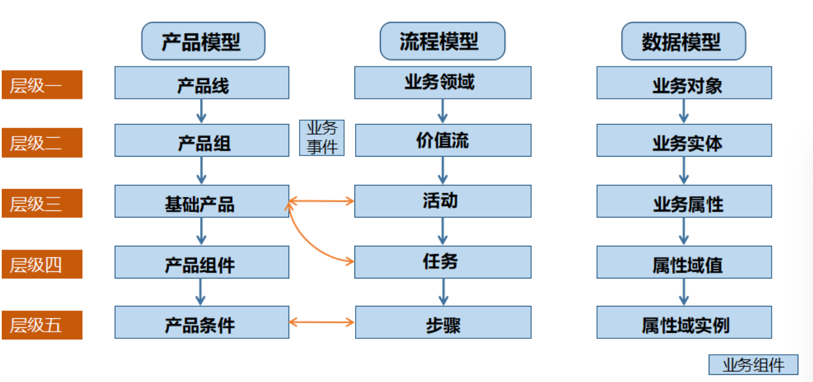 产品模型
流程模型
数据模型
层级一
产品线
业务领域
业务对象
层级二
产品组
业务
事件
价值流
业务实体
层级三
基础产品
活动
业务属性
层级四
产品组件
任务
属性域值
层级五
产品条件
步骤
属性域实例
业务组件